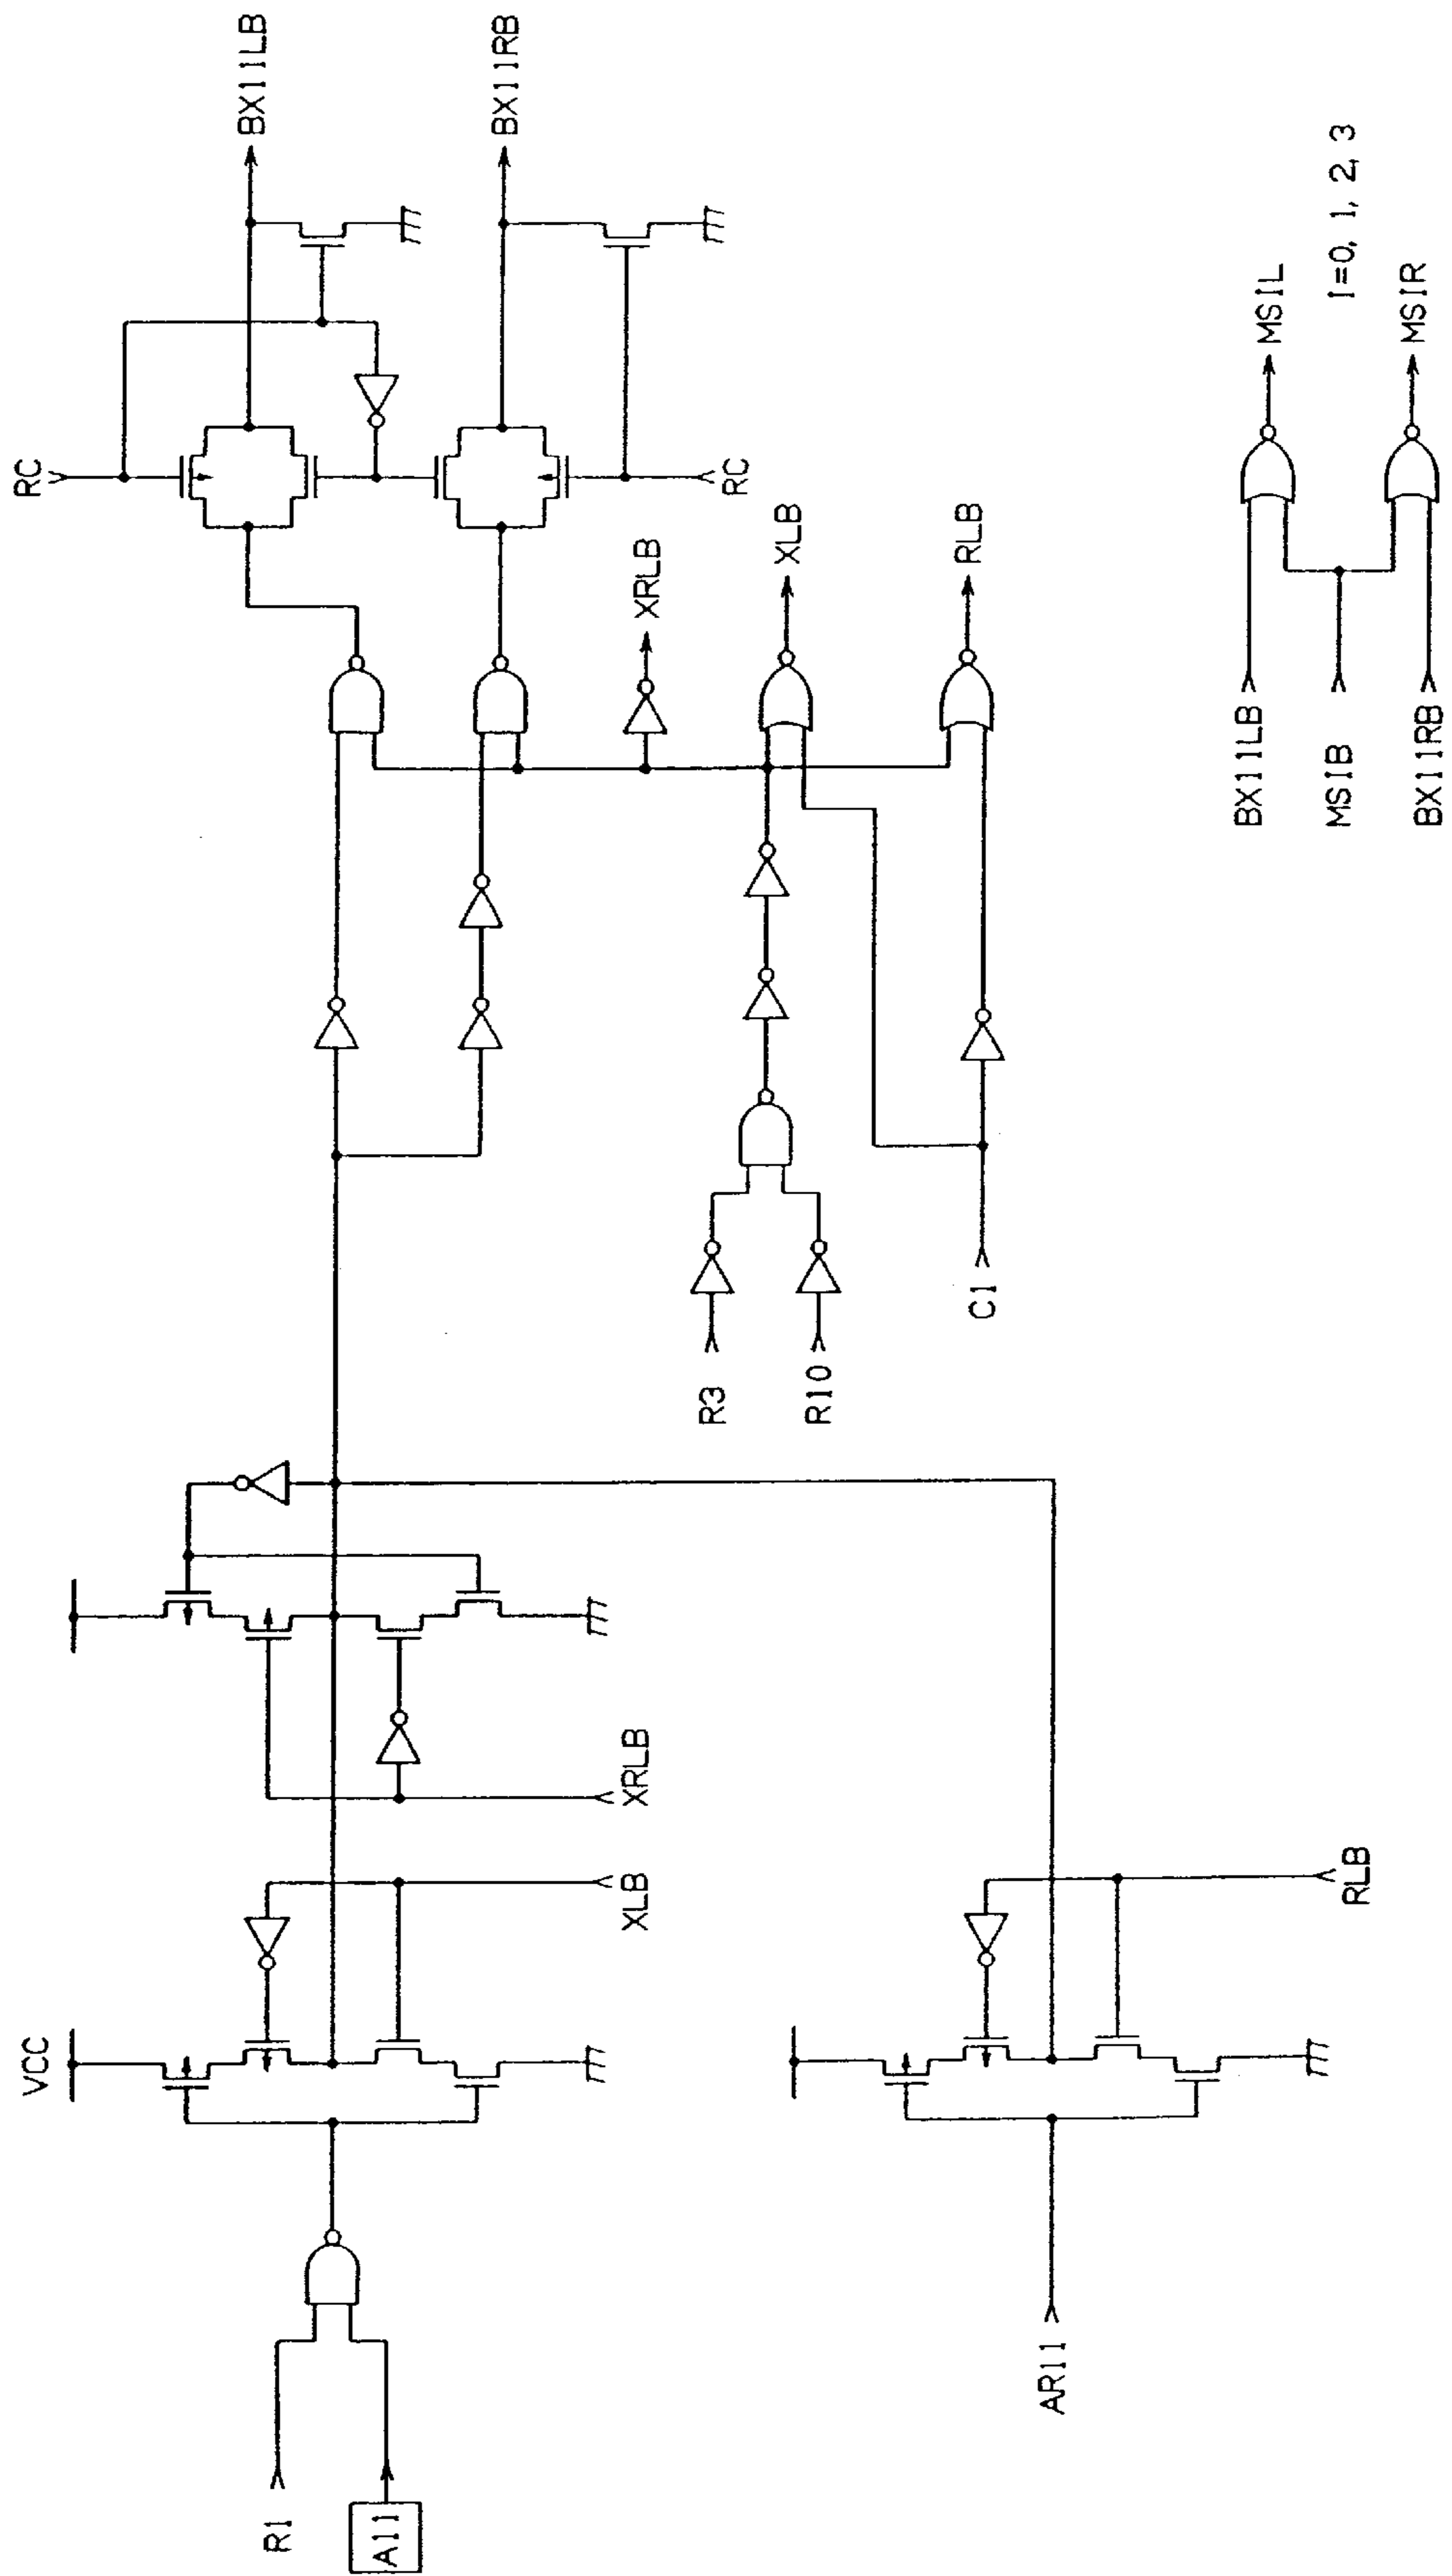 RC
BX11LB
BX11RB
RC
XRLB
XLB
RLB
R3
R10
C1
VCC
XLB
XRLB
R1
A11
AR11
RLB
BX11LB
MSIB
BX11RB
MSIL
MSIR
I=0, 1, 2, 3